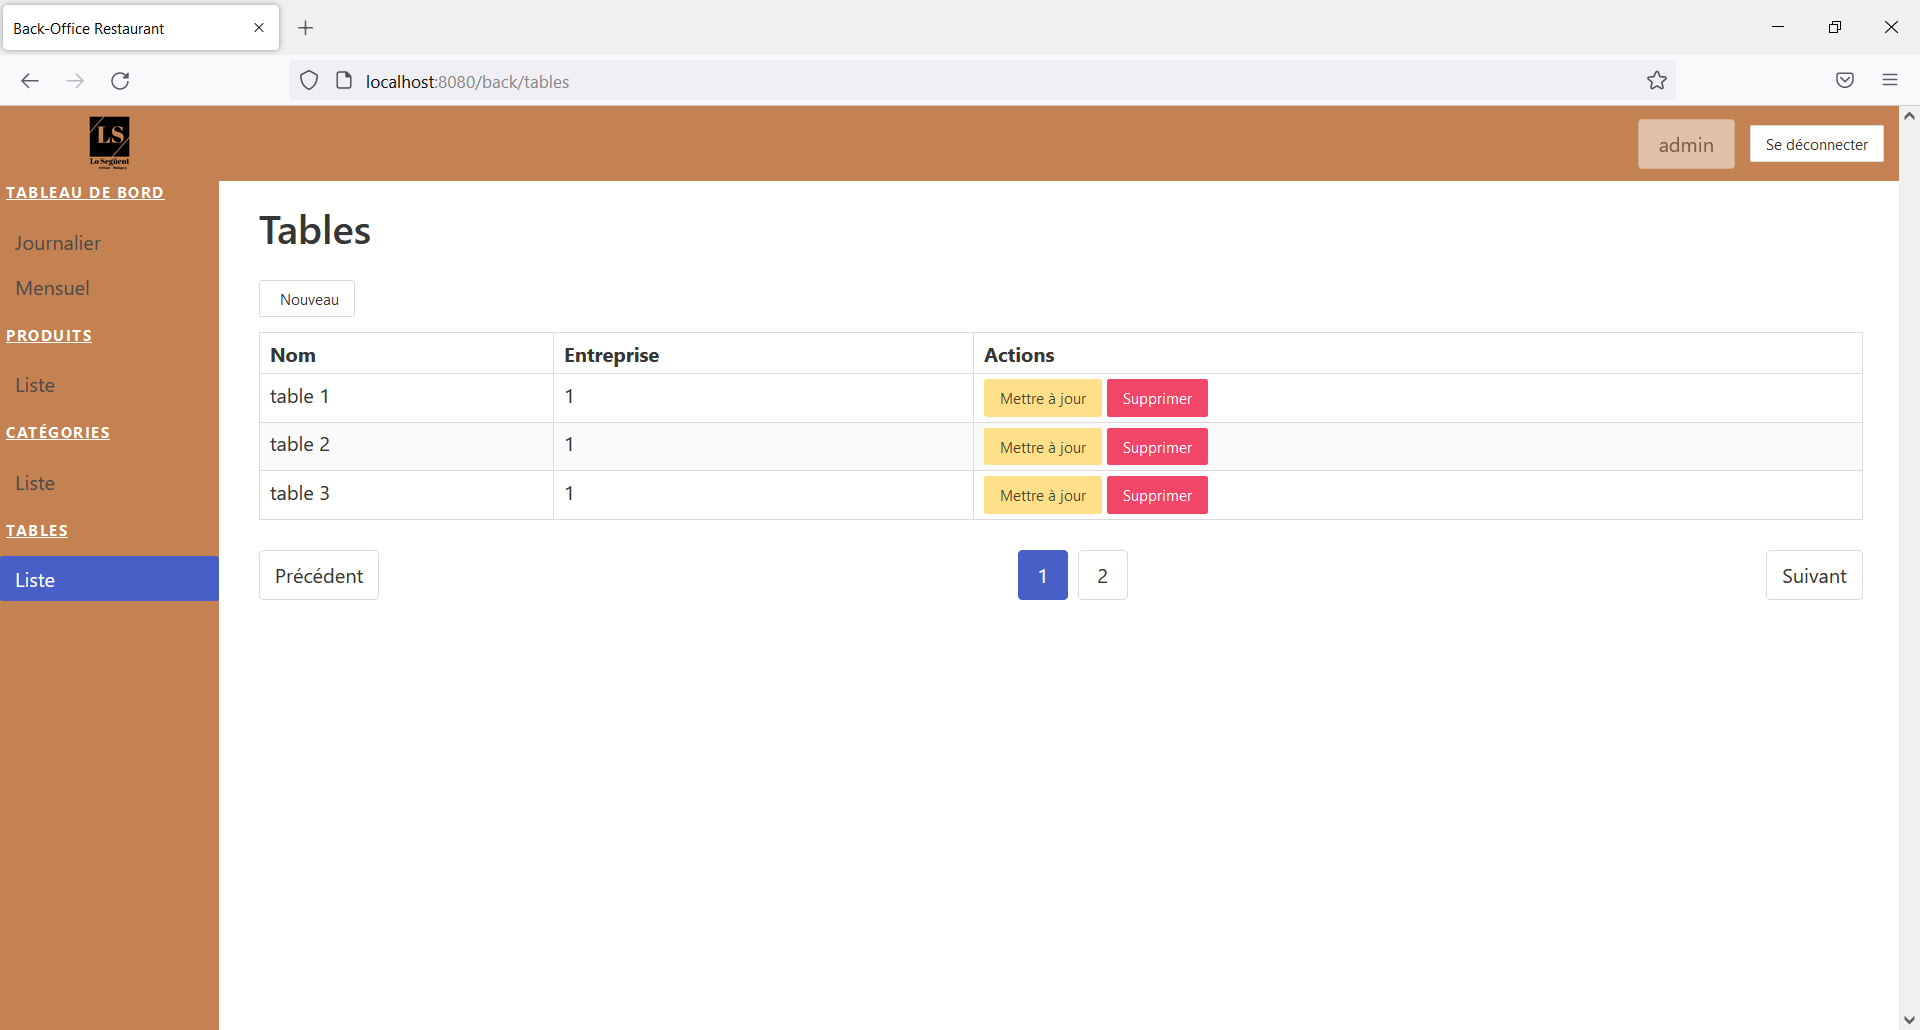 Back-Office Restaurant
localhost:8080/back/tables
LS
Lo Següent
admin
Se déconnecter
TABLEAU DE BORD
Journalier
Mensuel
PRODUITS
Liste
CATÉGORIES
Liste
TABLES
Liste
Tables
Nouveau
Nom Entreprise Actions
table 1 1 Mettre à jour Supprimer
table 2 1 Mettre à jour Supprimer
table 3 1 Mettre à jour Supprimer
Précédent 1 2 Suivant